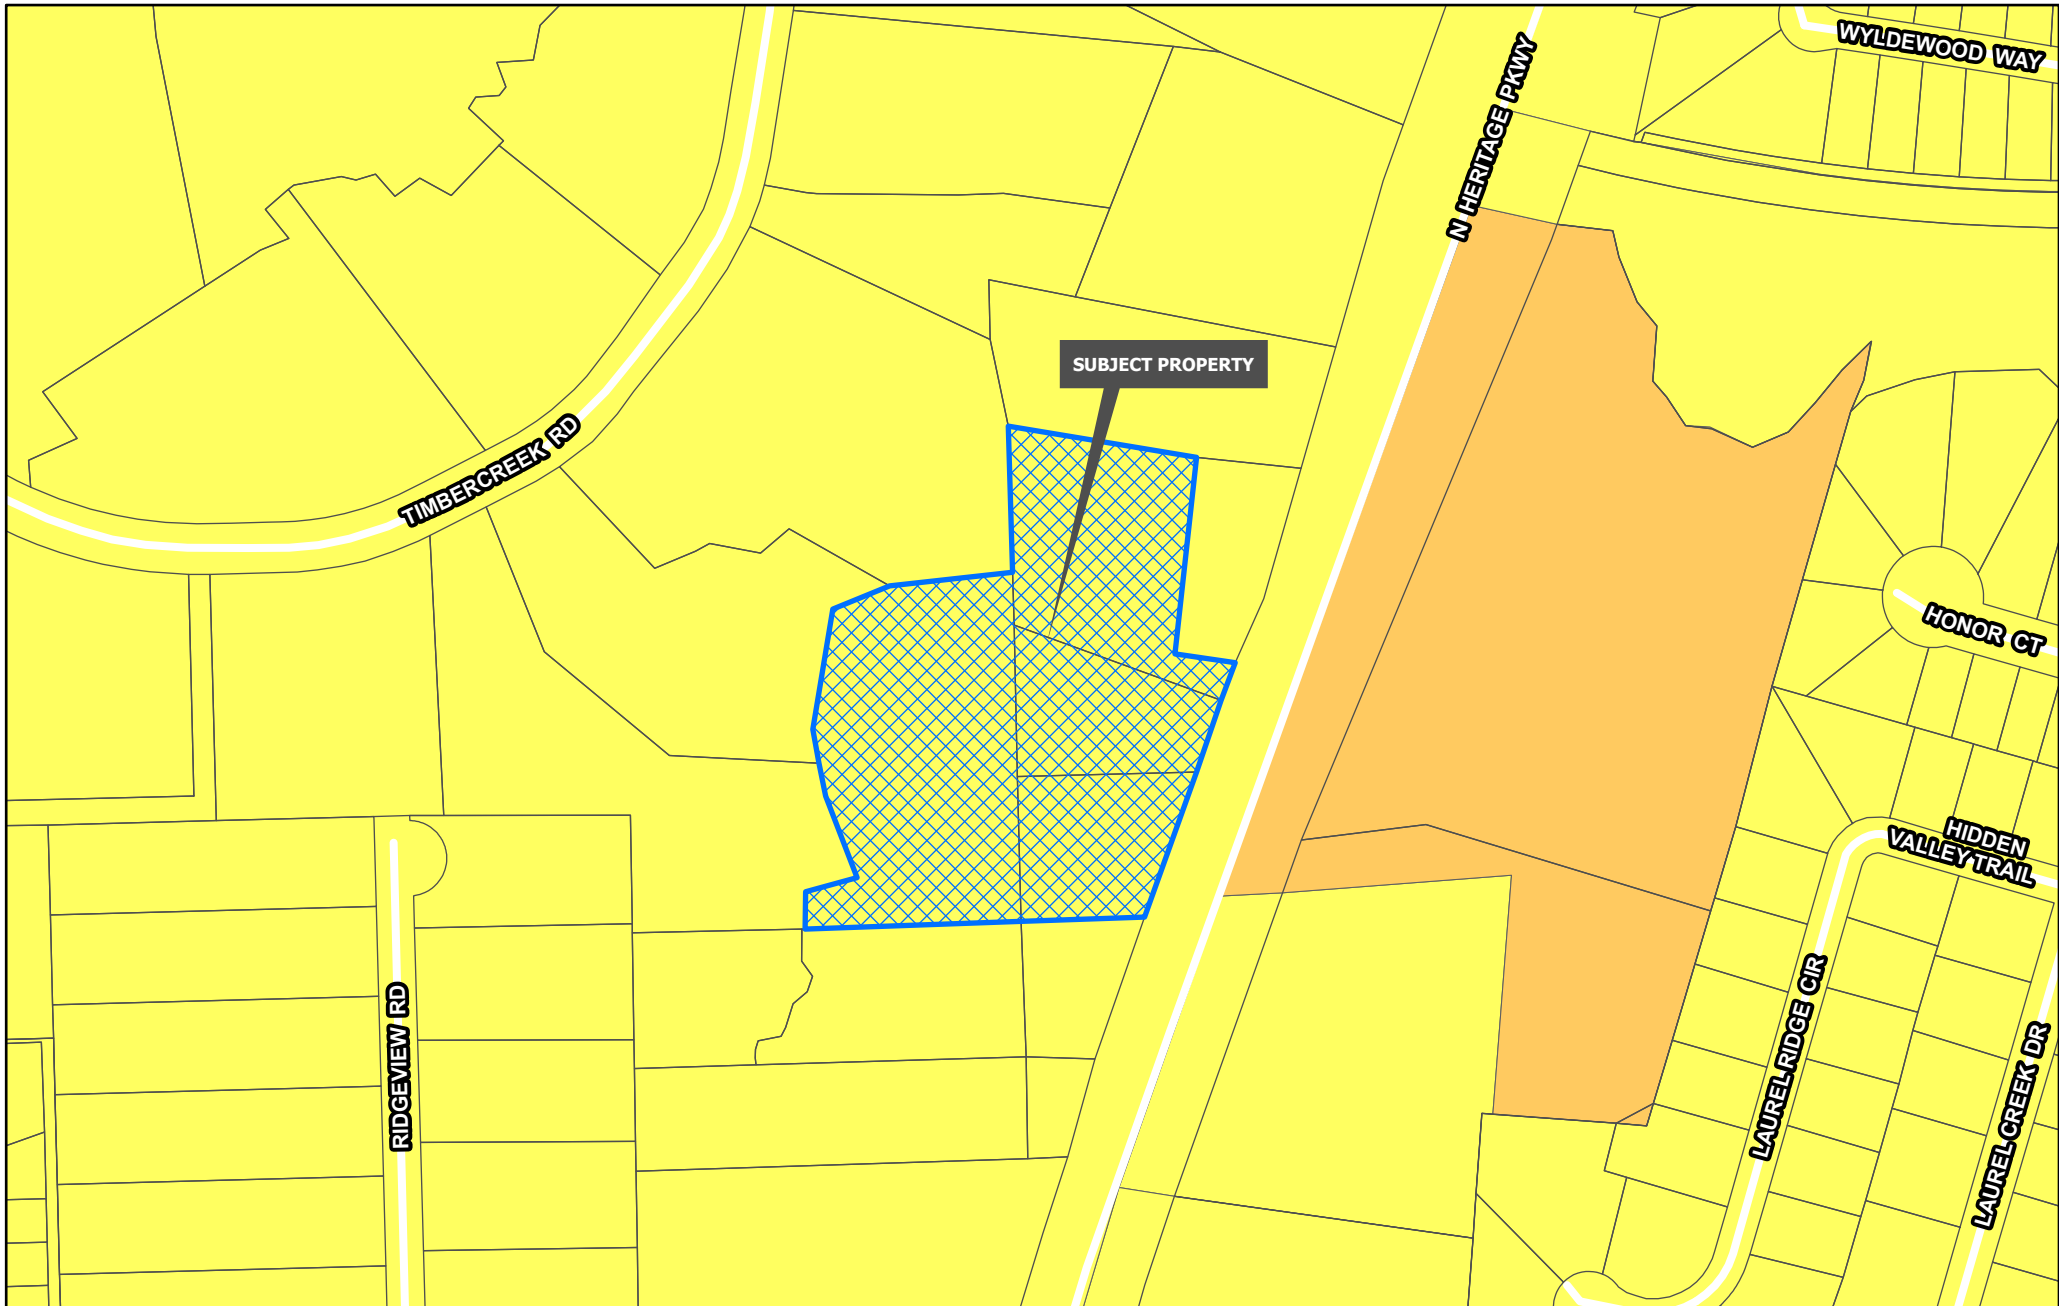 WYLDEWOOD WAY
N HERITAGE PKWY
SUBJECT PROPERTY
TIMBERCREEK RD
HONOR CT
HIDDEN
VALLEY TRAIL
RIDGEVIEW RD
LAUREL RIDGE CIR
LAUREL CREEK DR